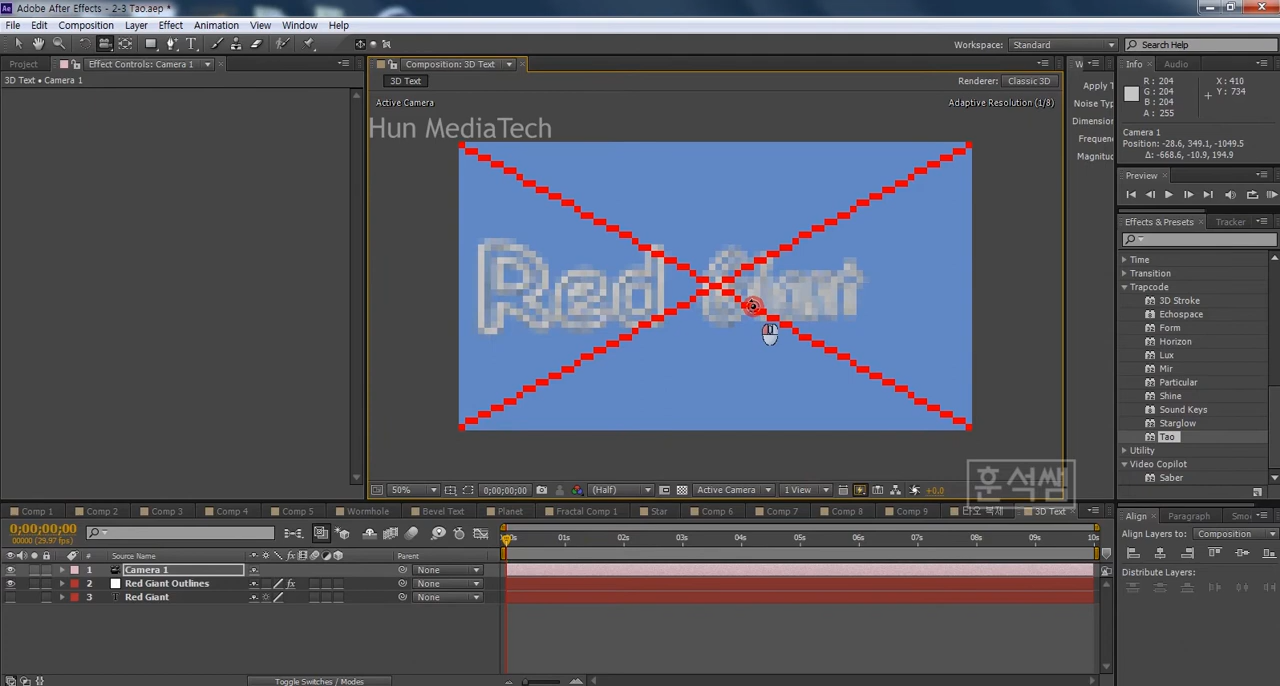 Adobe After Effects - 2-3 Tao.aep *
File Edit Composition Layer Effect Animation View Window Help
Workspace: Standard Search Help
Project Effect Controls: Camera 1 Composition: 3D Text Info Audio
3D Text • Camera 1 3D Text Renderer: Classic 3D
Active Camera Adaptive Resolution (1/8)
Hun MediaTech
Red Giant
Apply T
Noise Typ
Dimension
Frequen
Magnitud
R : 204 X : 410
G : 204 Y : 734
B : 204
A : 255
Camera 1
Position: -28.6, 349.1, -1049.5
Δ: -668.6, -10.9, 194.9
Preview
Effects & Presets Tracker
Time
Transition
Trapcode
3D Stroke
Echospace
Form
Horizon
Lux
Mir
Particular
Shine
Sound Keys
Starglow
Tao
Utility
Video Copilot
Saber
훈석쌤
50% 0;00;00;00 (Half) Active Camera 1 View +0.0
Comp 1 Comp 2 Comp 3 Comp 4 Comp 5 Wormhole Bevel Text Planet Fractal Comp 1 Star Comp 6 Comp 7 Comp 8 Comp 9 타오 복제 3D Text
0;00;00;00
00000 (29.97 fps)
01s 02s 03s 04s 05s 06s 07s 08s 09s 10s
# Source Name Parent
1 Camera 1 None
2 Red Giant Outlines None
3 Red Giant None
Toggle Switches / Modes
Align Paragraph Smo
Align Layers to: Composition
Distribute Layers: